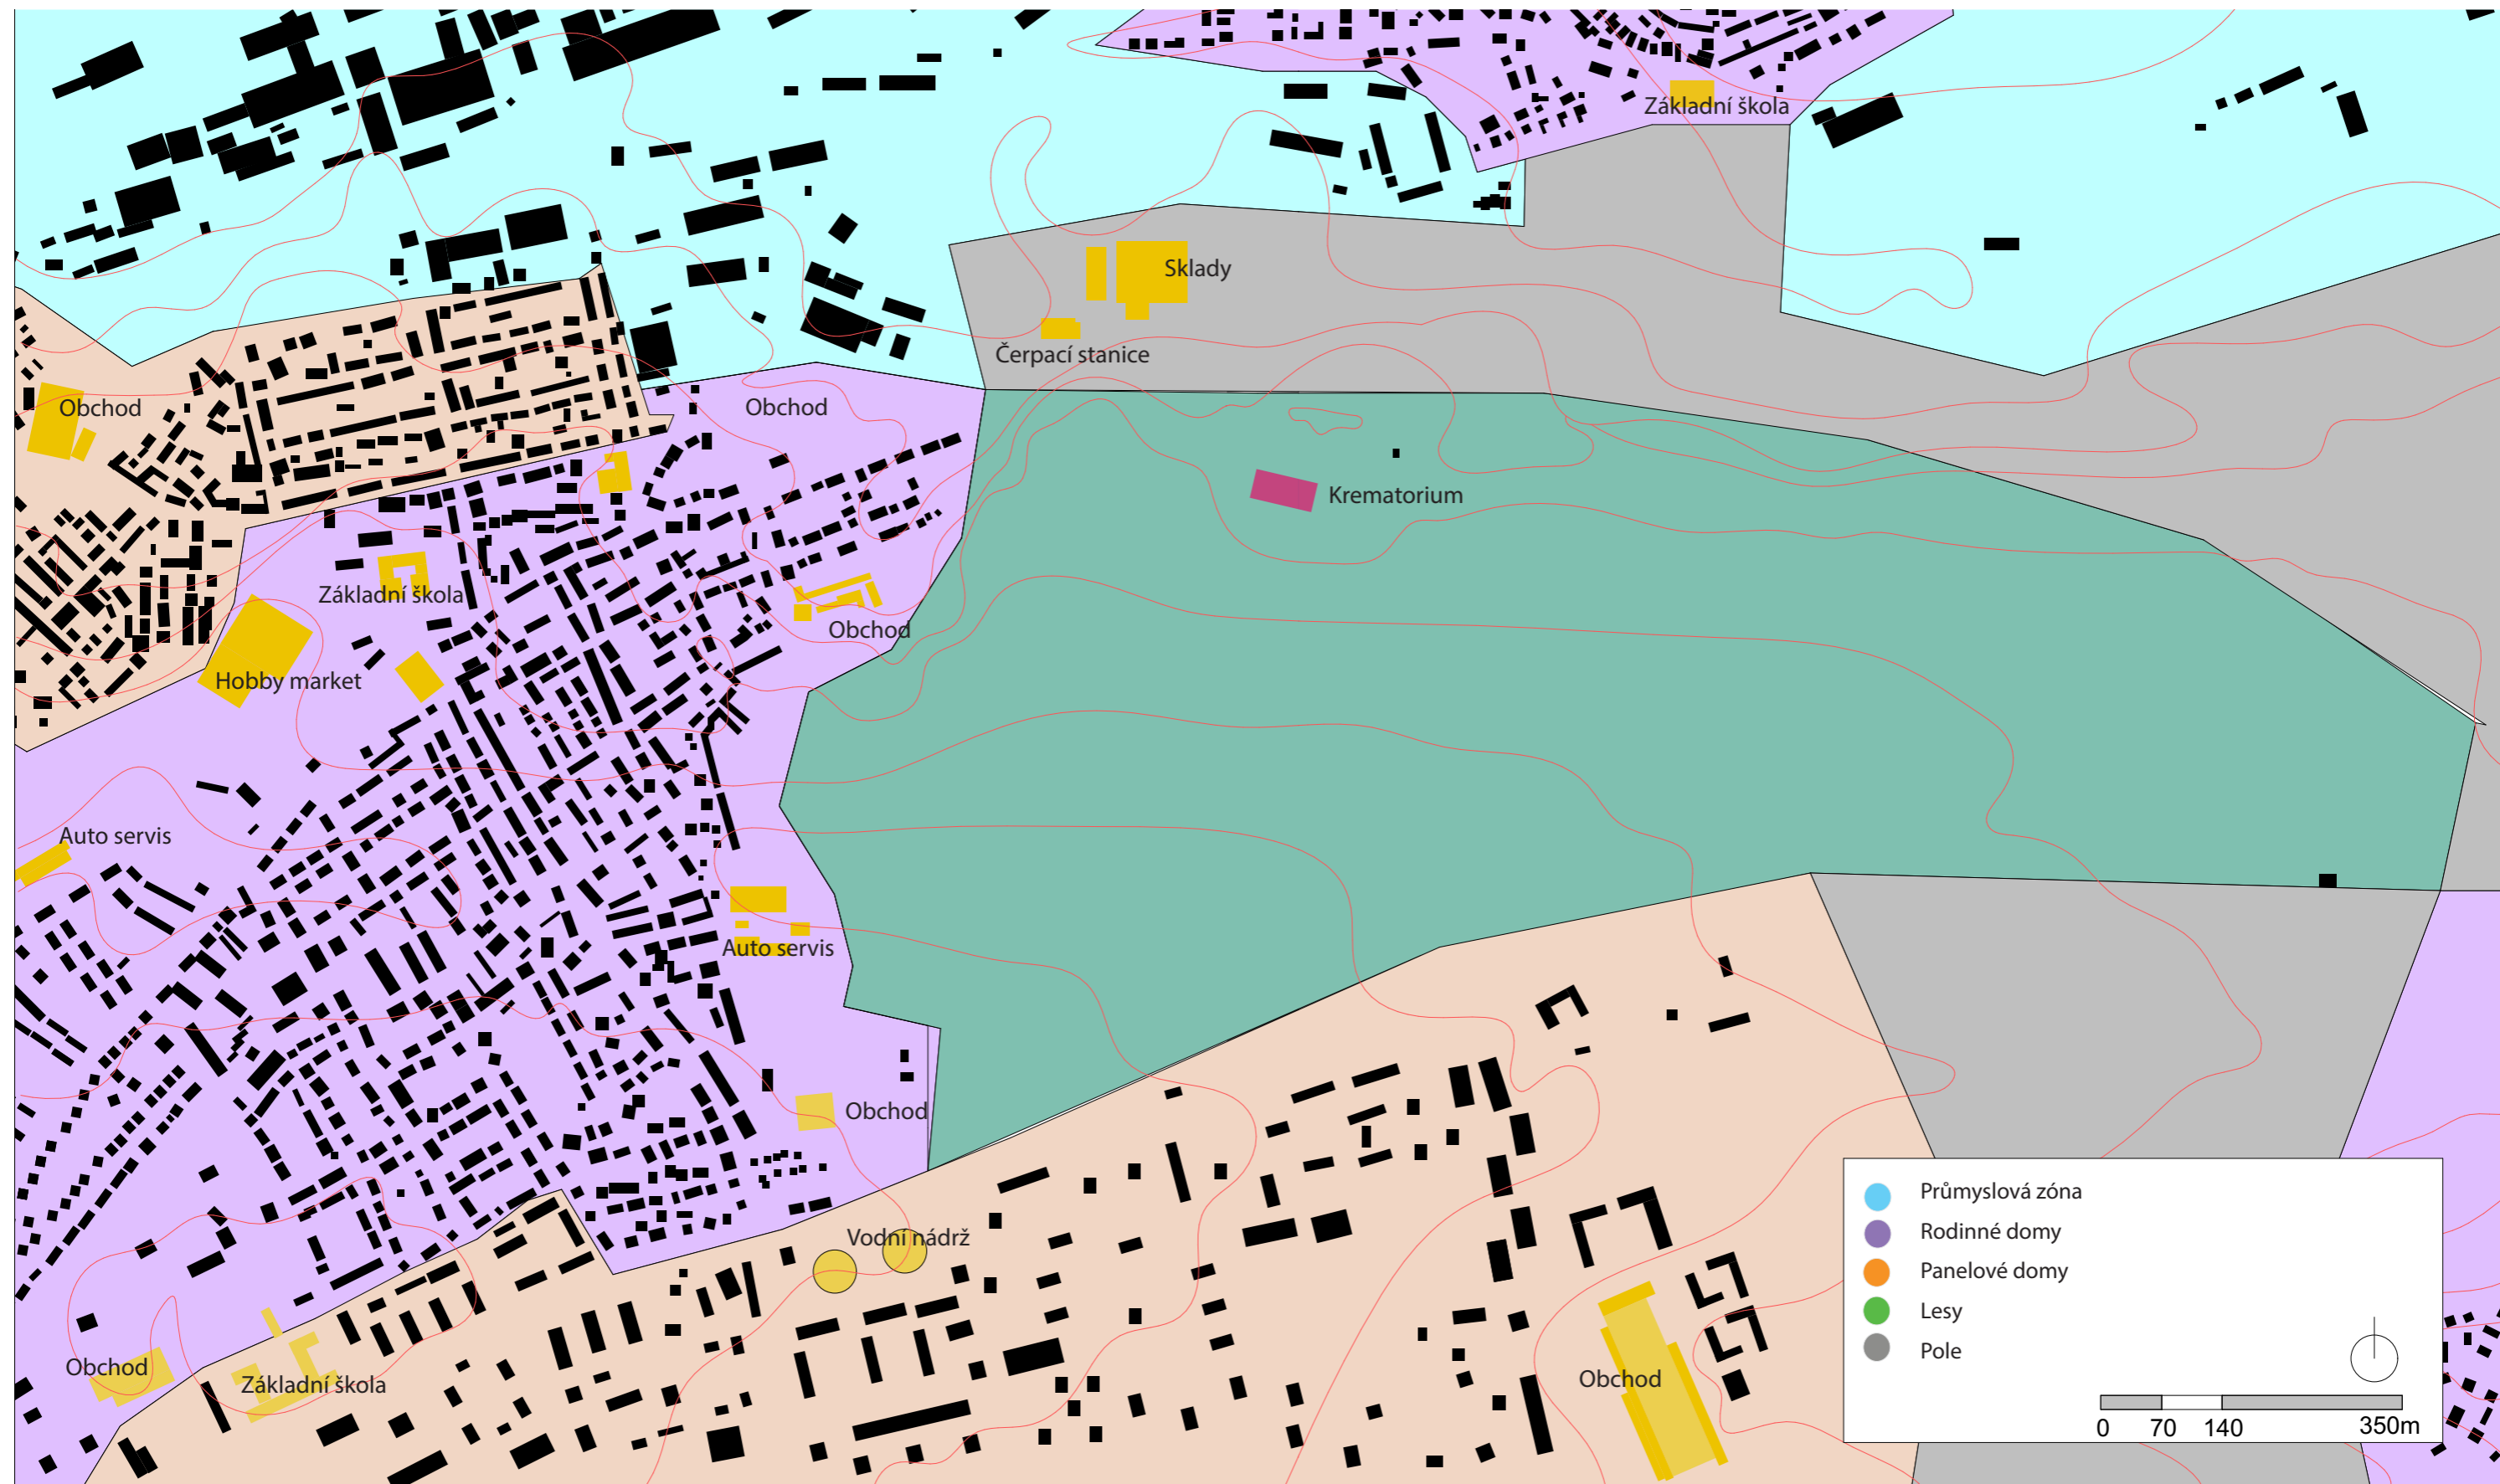 Základní škola
Sklady
Čerpací stanice
Obchod
Obchod
Krematorium
Základní škola
Obchod
Hobby market
Auto servis
Auto servis
Obchod
Vodní nádrž
Obchod
Základní škola
Obchod
Průmyslová zóna
Rodinné domy
Panelové domy
Lesy
Pole
0 70 140 350m